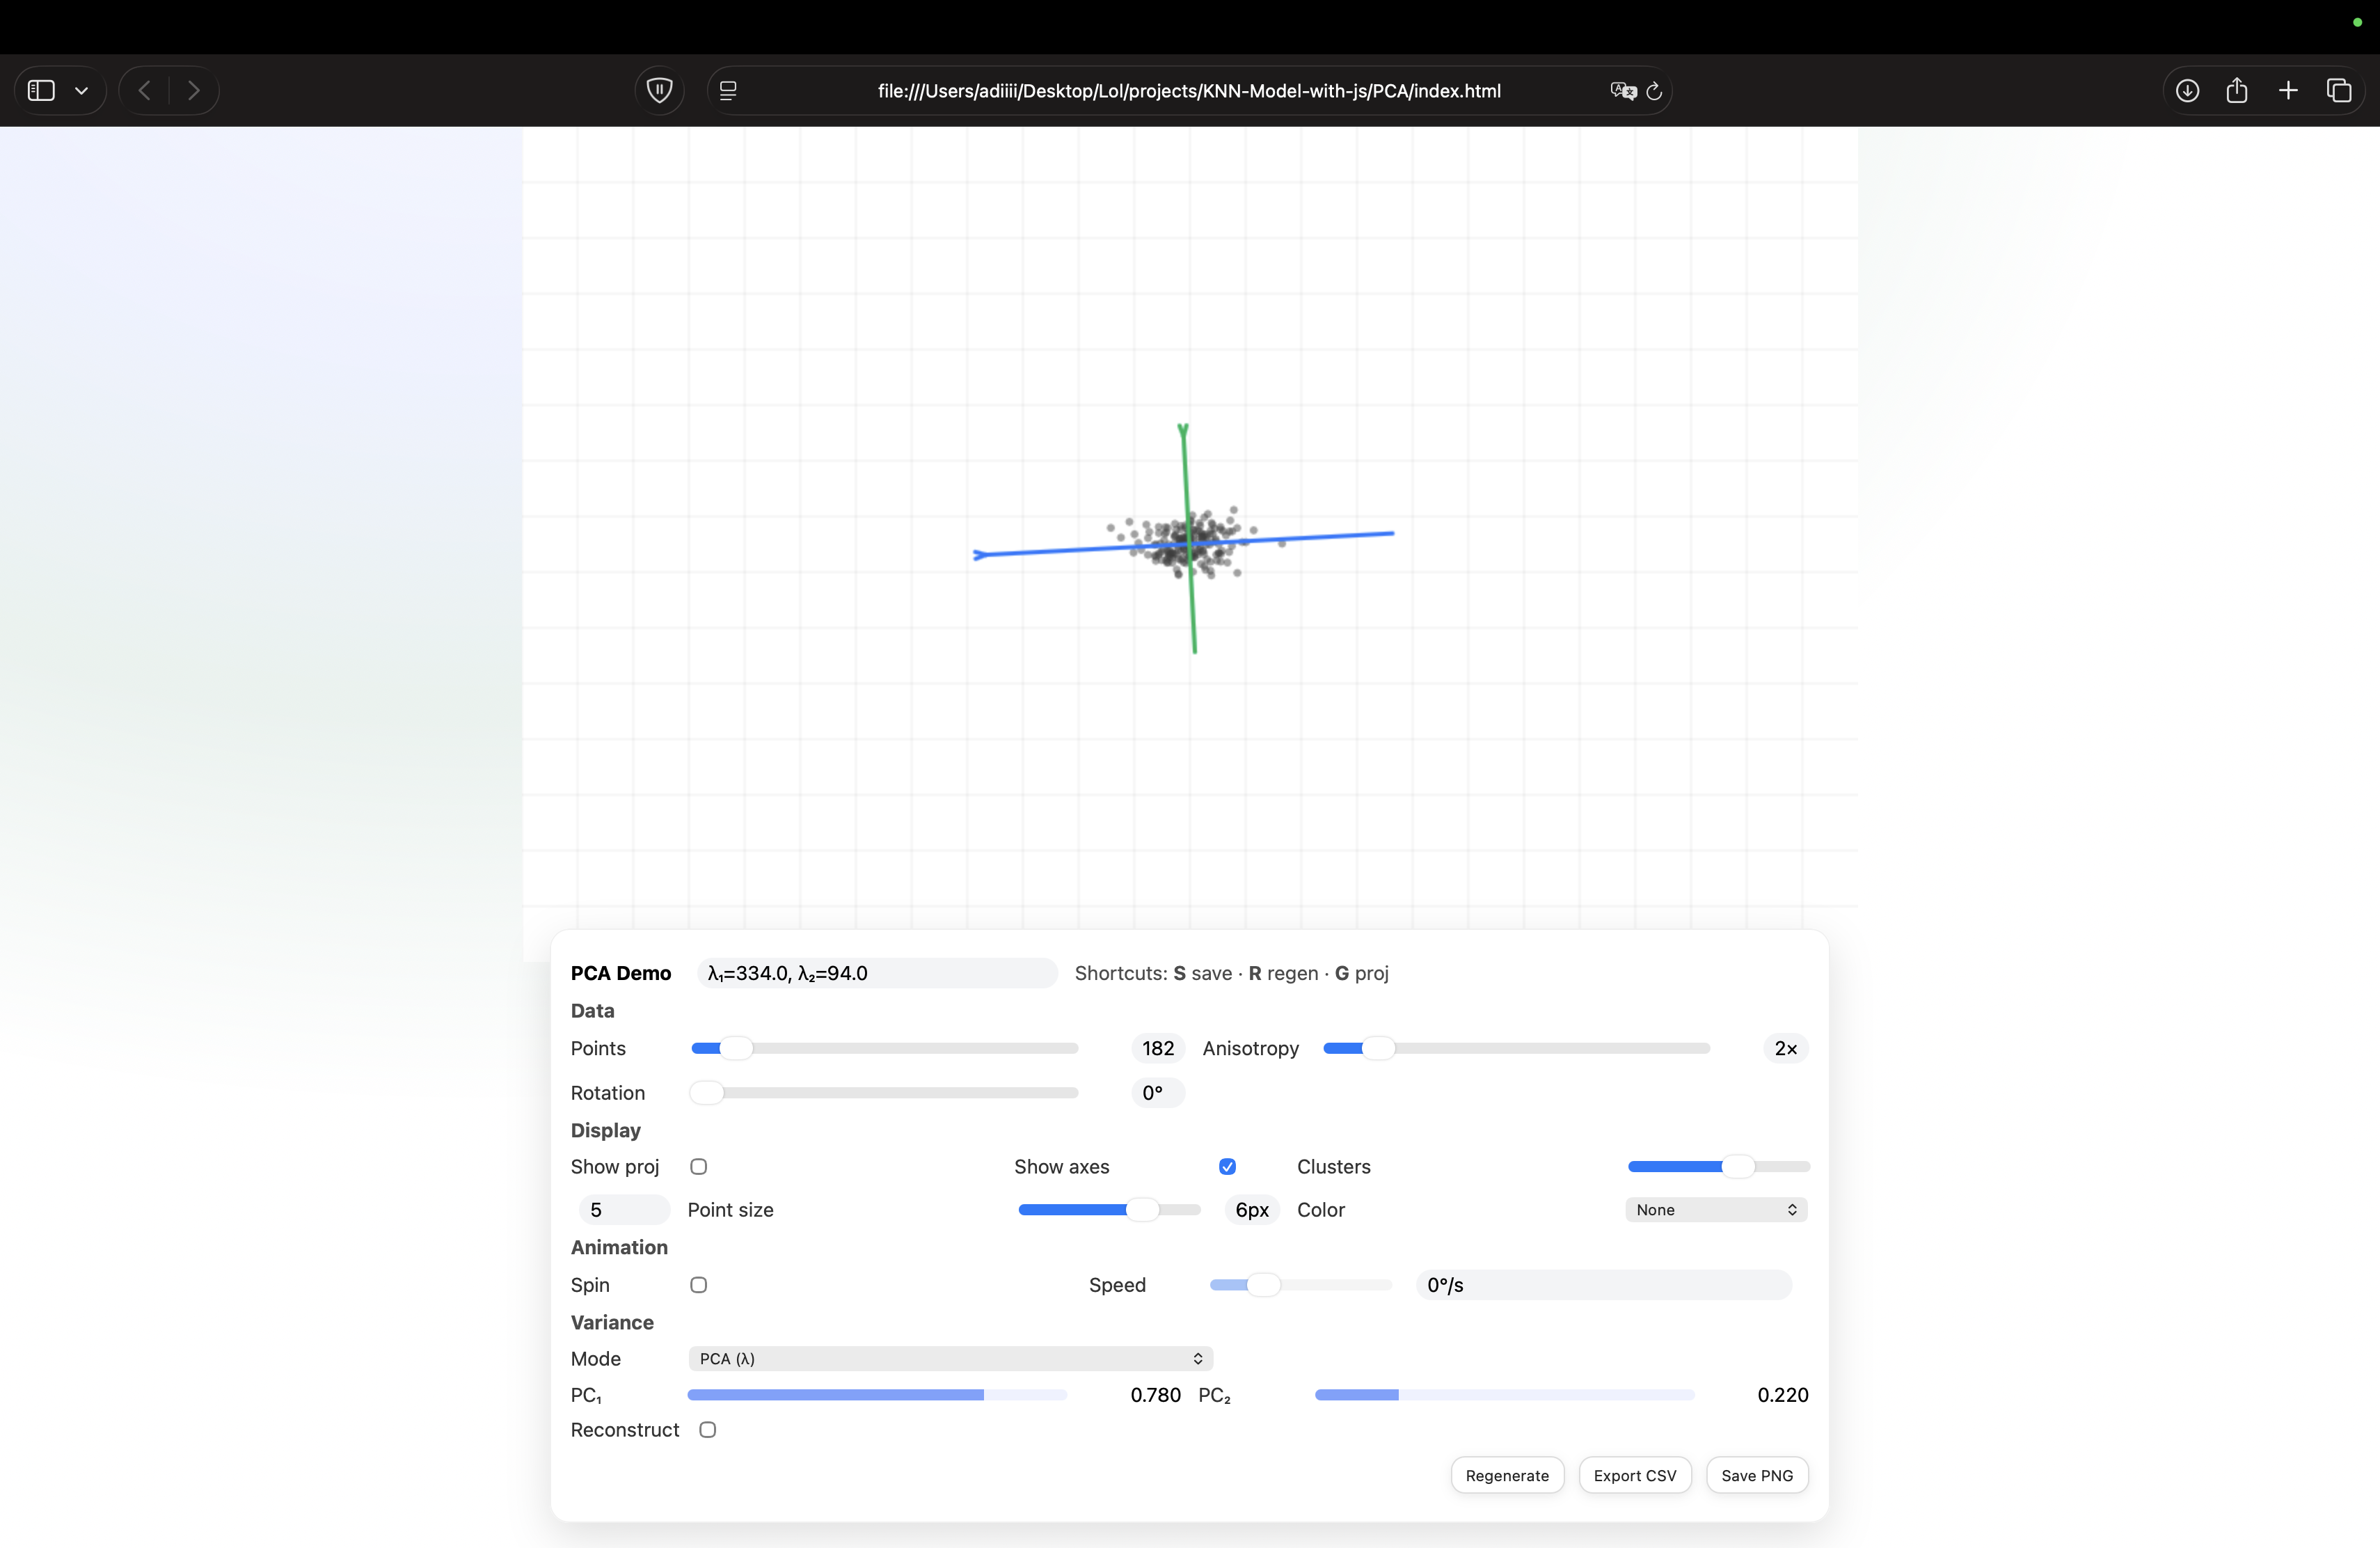 file:///Users/adiiii/Desktop/Lol/projects/KNN-Model-with-js/PCA/index.html
PCA Demo λ₁=334.0, λ₂=94.0 Shortcuts: S save · R regen · G proj
Data
Points 182 Anisotropy 2×
Rotation 0°
Display
Show proj Show axes Clusters
5 Point size 6px Color None
Animation
Spin Speed 0°/s
Variance
Mode PCA (λ)
PC₁ 0.780 PC₂ 0.220
Reconstruct
Regenerate Export CSV Save PNG